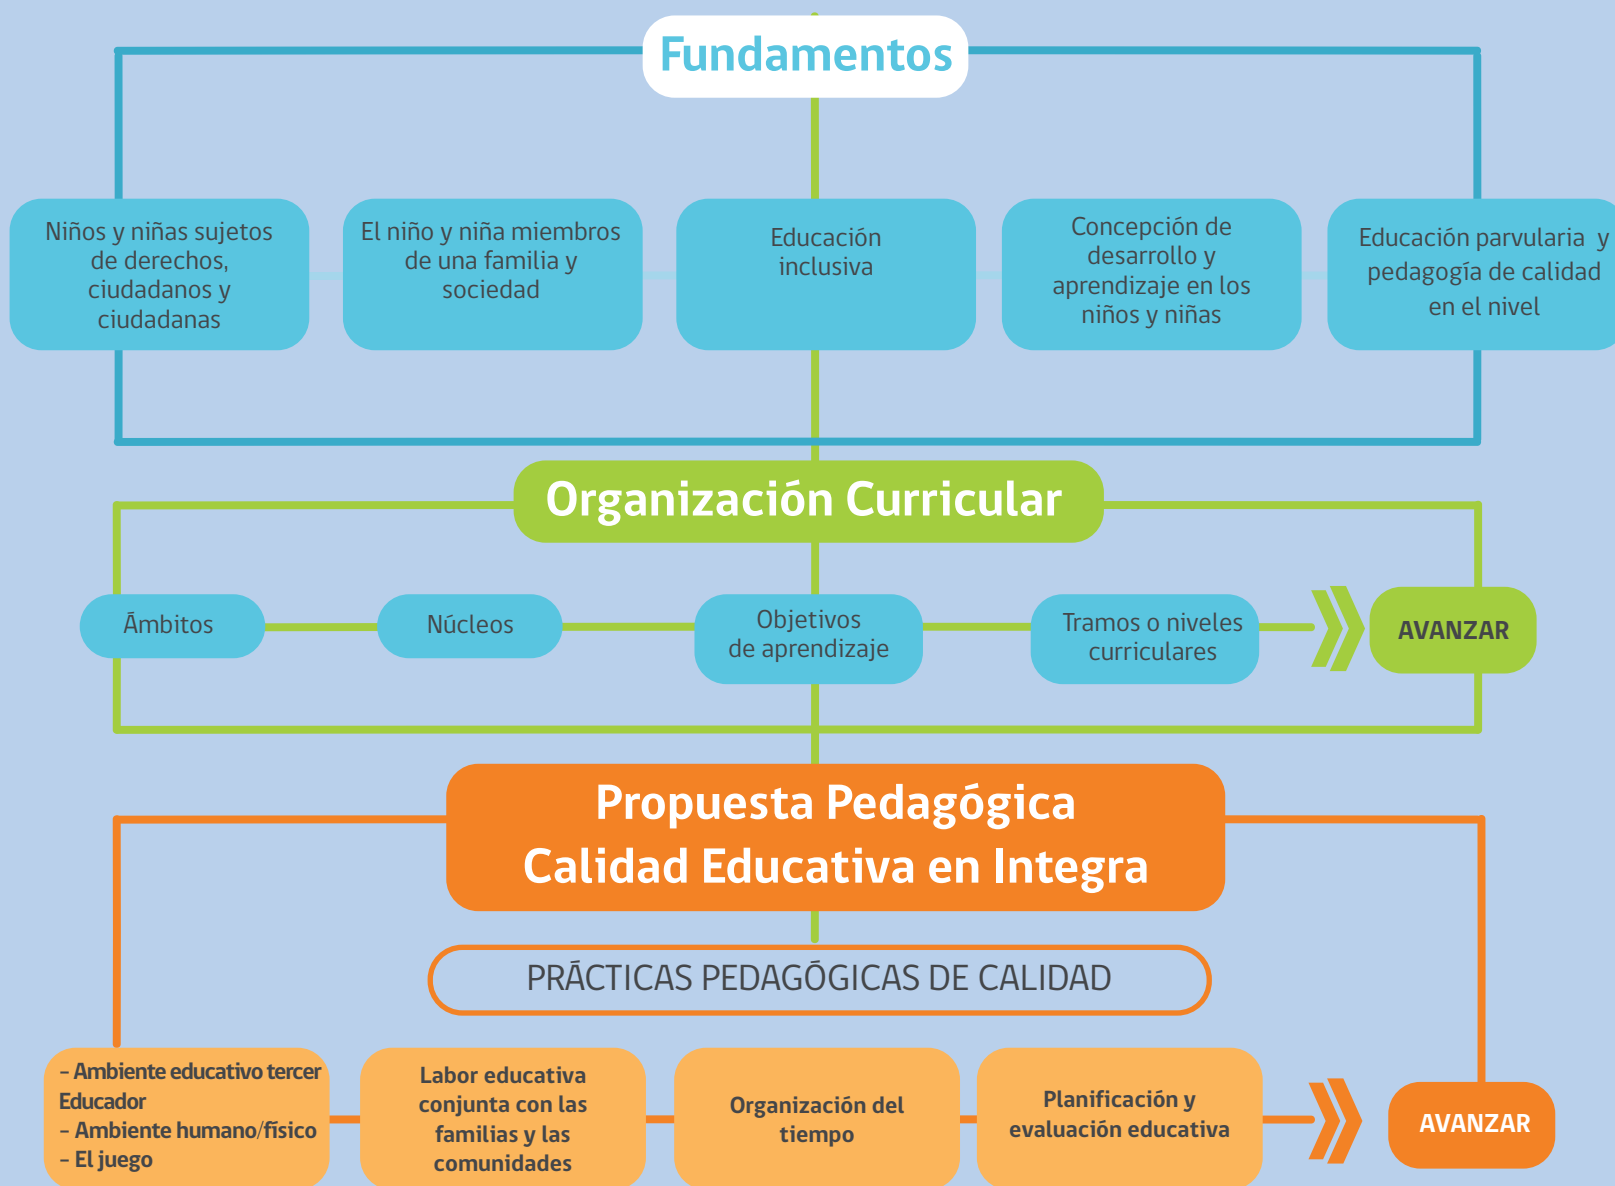 Fundamentos
Niños y niñas sujetos
de derechos,
ciudadanos y
ciudadanas
El niño y niña miembros
de una familia y
sociedad
Educación
inclusiva
Concepción de
desarrollo y
aprendizaje en los
niños y niñas
Educación parvularia y
pedagogía de calidad
en el nivel
Organización Curricular
Ámbitos
Núcleos
Objetivos
de aprendizaje
Tramos o niveles
curriculares
AVANZAR
Propuesta Pedagógica
Calidad Educativa en Integra
PRÁCTICAS PEDAGÓGICAS DE CALIDAD
– Ambiente educativo tercer
Educador
– Ambiente humano/físico
– El juego
Labor educativa
conjunta con las
familias y las
comunidades
Organización del
tiempo
Planificación y
evaluación educativa
AVANZAR